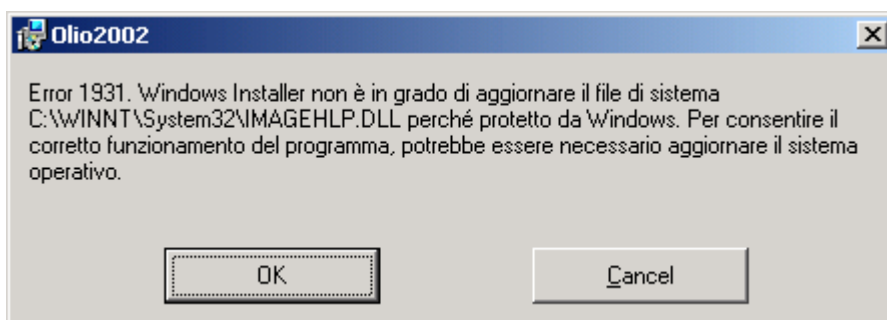 Olio2002
Error 1931. Windows Installer non è in grado di aggiornare il file di sistema
C:\WINNT\System32\IMAGEHLP.DLL perché protetto da Windows. Per consentire il
corretto funzionamento del programma, potrebbe essere necessario aggiornare il sistema
operativo.
OK
Cancel